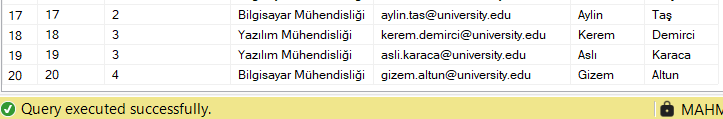 17 17 2 Bilgisayar Mühendisliği aylin.tas@university.edu Aylin Taş
18 18 3 Yazılım Mühendisliği kerem.demirci@university.edu Kerem Demirci
19 19 3 Yazılım Mühendisliği asli.karaca@university.edu Aslı Karaca
20 20 4 Bilgisayar Mühendisliği gizem.altun@university.edu Gizem Altun
Query executed successfully. MAHM